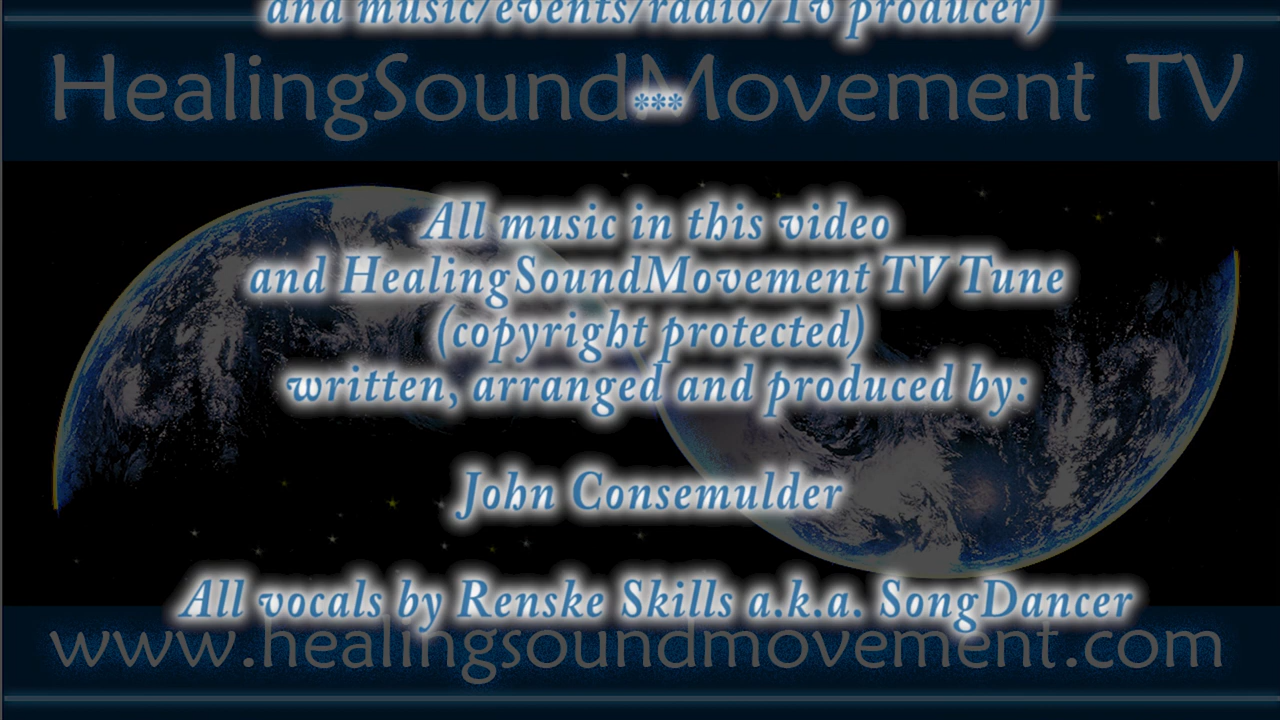 and music/events/radio/Tv producer)
HealingSoundMovement TV
***
All music in this video
and HealingSoundMovement TV Tune
(copyright protected)
written, arranged and produced by:
John Consemulder
All vocals by Renske Skills a.k.a. SongDancer
www.healingsoundmovement.com